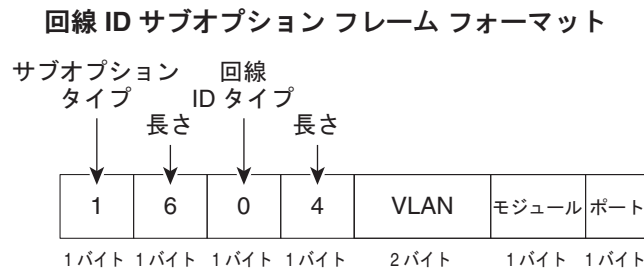 回線 ID サブオプション フレーム フォーマット
サブオプション
タイプ
長さ
回線
ID タイプ
長さ
1 6 0 4 VLAN モジュール ポート
1 バイト 1 バイト 1 バイト 1 バイト 2 バイト 1 バイト 1 バイト